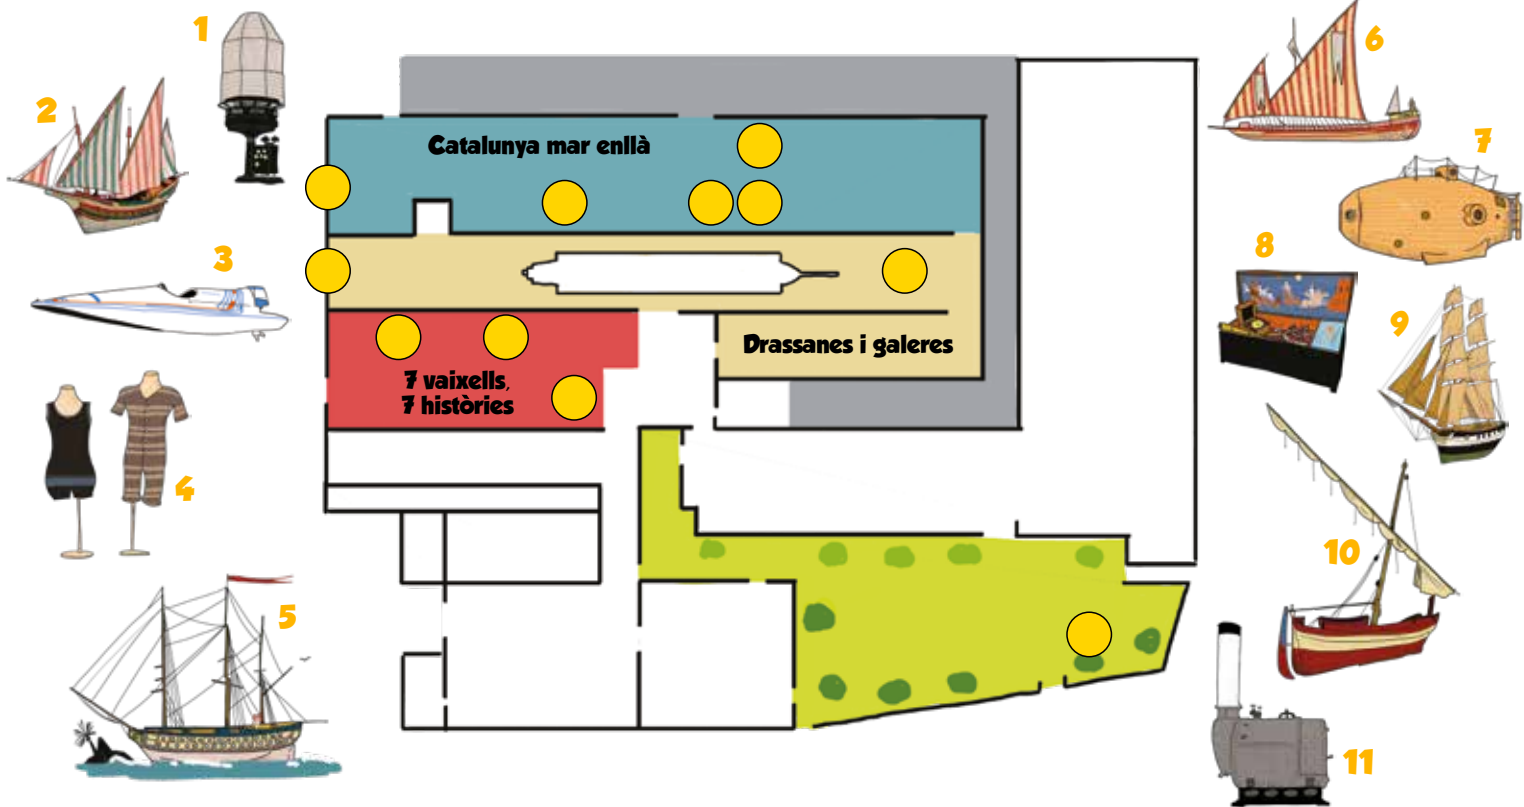 1
2
3
4
5
6
7
8
9
10
11
Catalunya mar enllà
Drassanes i galeres
7 vaixells,
7 històries